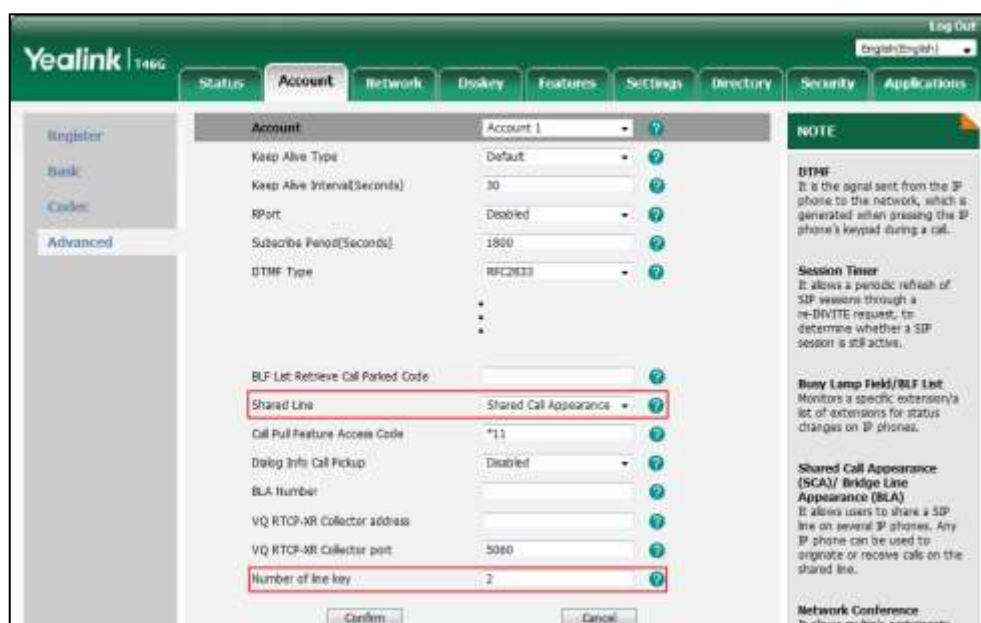 Log Out
Yealink T46G
English(English)
Status Account Network Dsskey Features Settings Directory Security Applications
Register
Basic
Codec
Advanced
Account Account 1
Keep Alive Type Default
Keep Alive Interval(Seconds) 30
RPort Disabled
Subscribe Period(Seconds) 1800
DTMF Type RFC2833
BLF List Retrieve Call Parked Code
Shared Line Shared Call Appearance
Call Pull Feature Access Code *11
Dialog Info Call Pickup Disabled
BLA Number
VQ RTCP-XR Collector address
VQ RTCP-XR Collector port 5060
Number of line key 2
Confirm Cancel
NOTE
DTMF
It is the signal sent from the IP
phone to the network, which is
generated when pressing the IP
phone's keypad during a call.
Session Timer
It allows a periodic refresh of
SIP sessions through a
re-INVITE request, to
determine whether a SIP
session is still active.
Busy Lamp Field/BLF List
Monitors a specific extension/a
list of extensions for status
changes on IP phones.
Shared Call Appearance
(SCA)/ Bridge Line
Appearance (BLA)
It allows users to share a SIP
line on several IP phones. Any
IP phone can be used to
originate or receive calls on the
shared line.
Network Conference